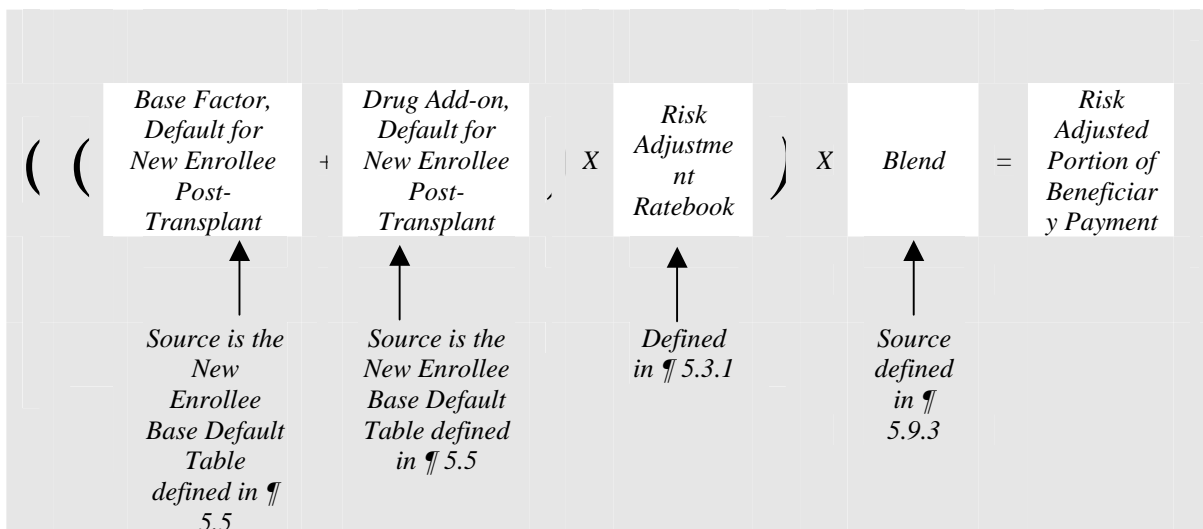 ( ( Base Factor,
Default for
New Enrollee
Post-
Transplant
+
Drug Add-on,
Default for
New Enrollee
Post-
Transplant
)
X
Risk
Adjustme
nt
Ratebook
)
X
Blend
=
Risk
Adjusted
Portion of
Beneficiar
y Payment
Source is the
New
Enrollee
Base Default
Table
defined in ¶
5.5
Source is the
New Enrollee
Base Default
Table defined
in ¶ 5.5
Defined
in ¶ 5.3.1
Source
defined
in ¶
5.9.3